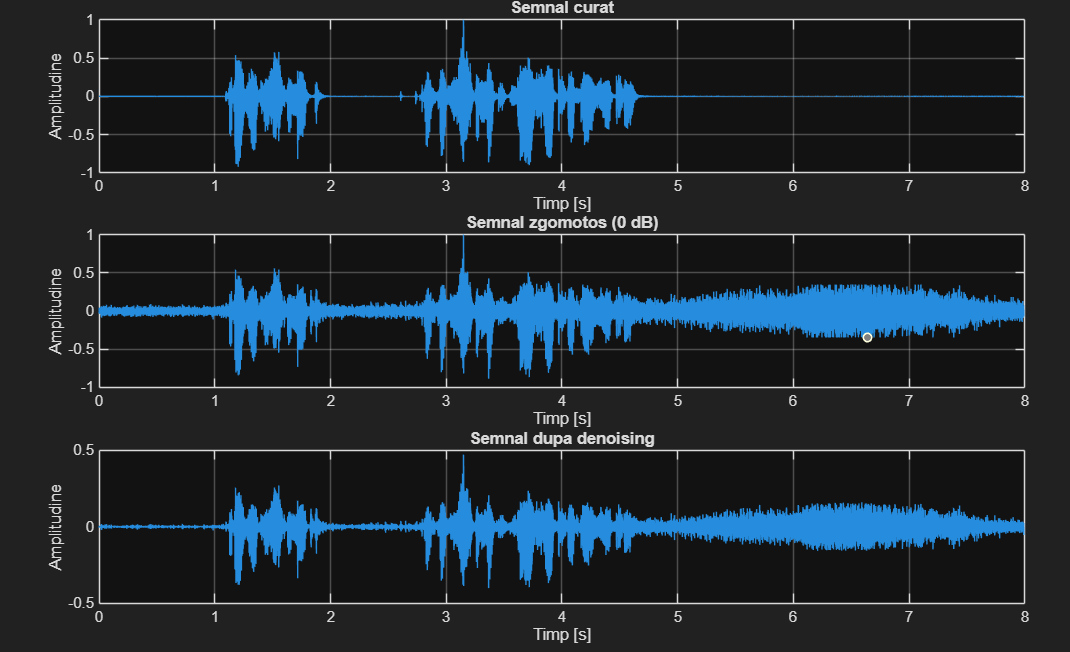 Semnal curat
1
0.5
0
-0.5
-1
Amplitudine
0 1 2 3 4 5 6 7 8
Timp [s]
Semnal zgomotos (0 dB)
1
0.5
0
-0.5
-1
Amplitudine
0 1 2 3 4 5 6 7 8
Timp [s]
Semnal dupa denoising
0.5
0
-0.5
Amplitudine
0 1 2 3 4 5 6 7 8
Timp [s]